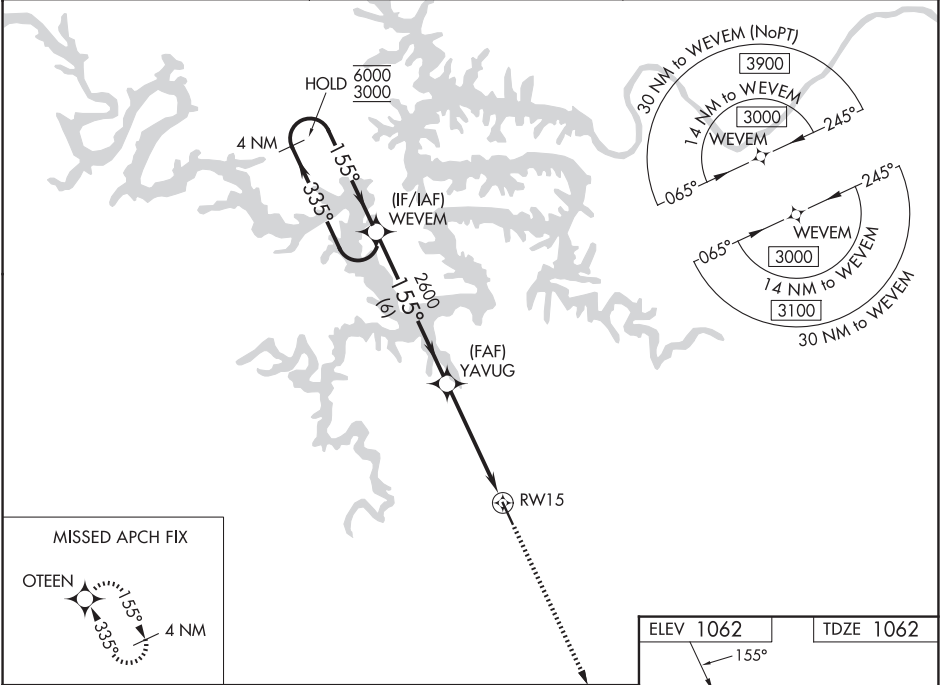 HOLD 6000
3000
4 NM
155°
335°
(IF/IAF)
WEVEM
2600
155°
(6)
(FAF)
YAVUG
RW15
30 NM to WEVEM (NoPT)
3900
14 NM to WEVEM
3000
WEVEM
245°
065°
245°
065°
WEVEM
3000
14 NM to WEVEM
3100
30 NM to WEVEM
MISSED APCH FIX
OTEEN
155°
335°
4 NM
ELEV 1062
TDZE 1062
155°